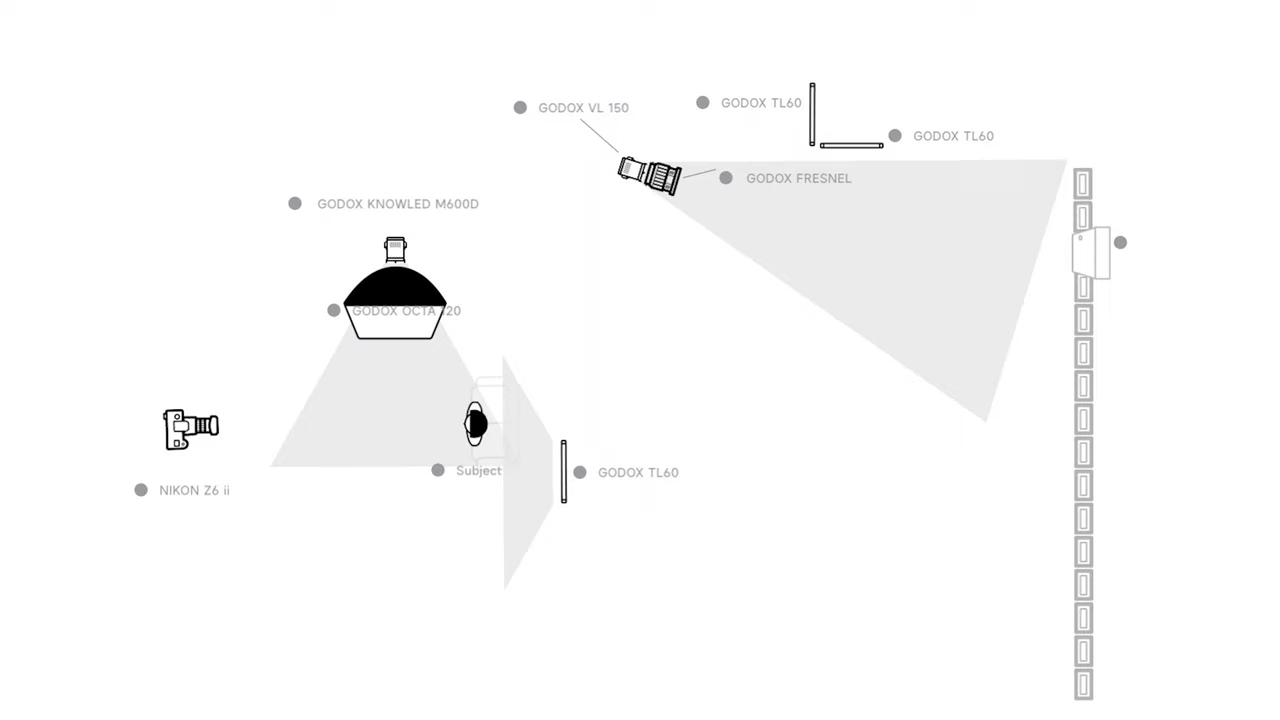 GODOX VL 150
GODOX TL60
GODOX TL60
GODOX FRESNEL
GODOX KNOWLED M600D
GODOX OCTA 120
Subject
GODOX TL60
NIKON Z6 ii